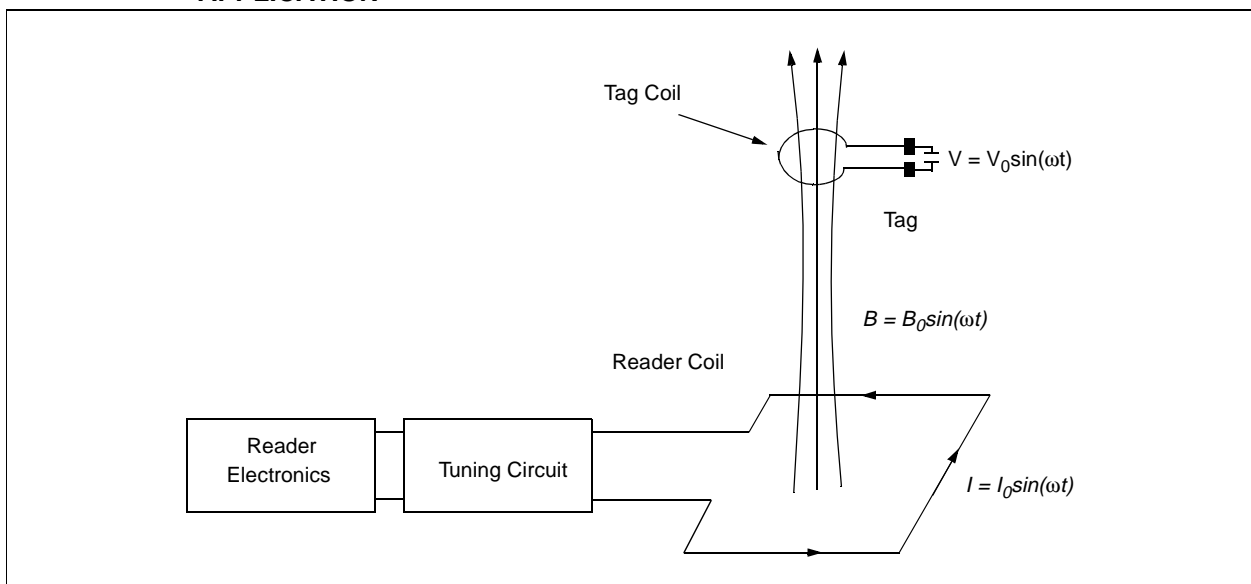 Tag Coil
V = V₀sin(ωt)
Tag
B = B₀sin(ωt)
Reader Coil
Reader
Electronics
Tuning Circuit
I = I₀sin(ωt)